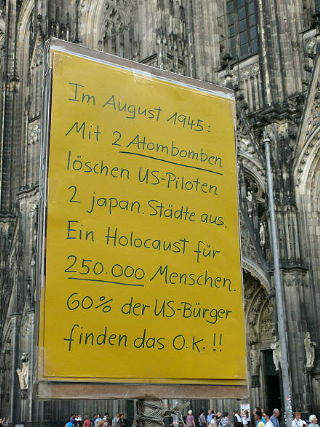 Im August 1945:
Mit 2 Atombomben
löschen US-Piloten
2 japan. Städte aus.
Ein Holocaust für
250.000 Menschen.
60% der US-Bürger
finden das O.K.!!